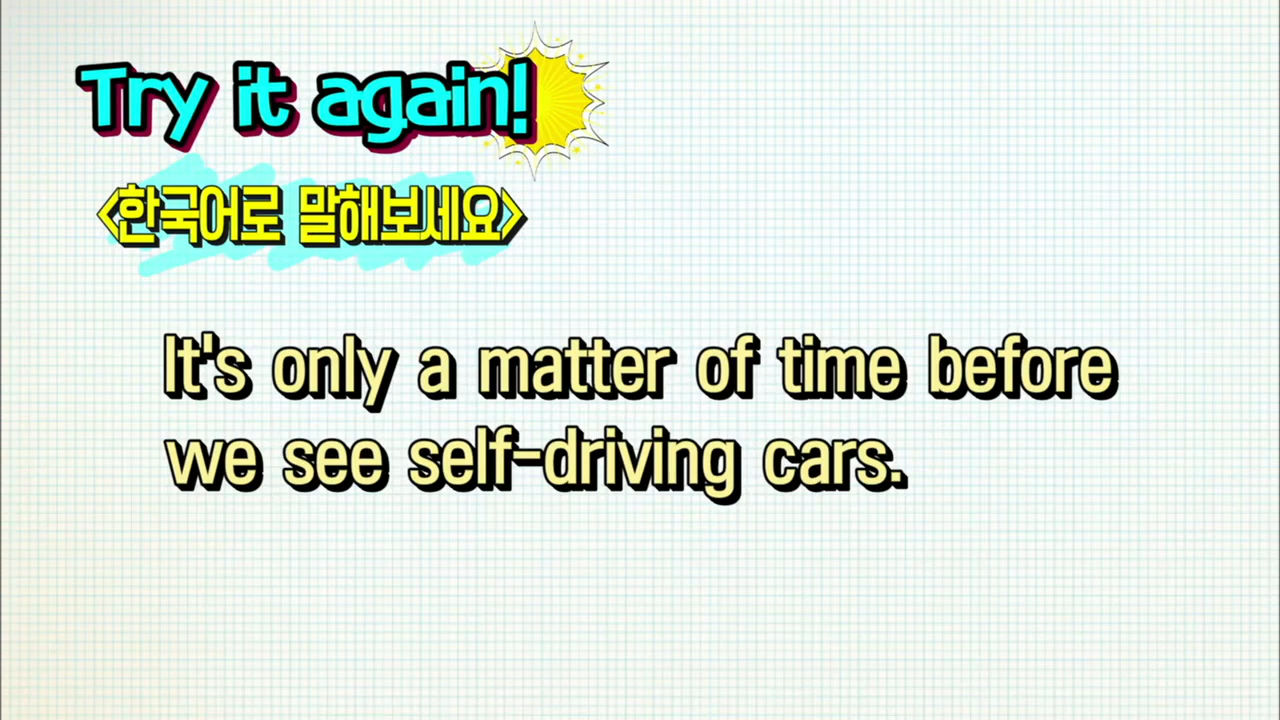 Try it again!
<한국어로 말해보세요>
It's only a matter of time before
we see self-driving cars.